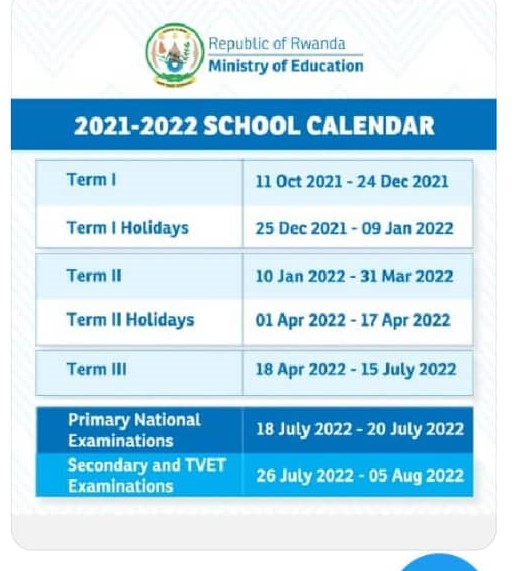 Republic of Rwanda
Ministry of Education
2021-2022 SCHOOL CALENDAR
Term I
11 Oct 2021 - 24 Dec 2021
Term I Holidays
25 Dec 2021 - 09 Jan 2022
Term II
10 Jan 2022 - 31 Mar 2022
Term II Holidays
01 Apr 2022 - 17 Apr 2022
Term III
18 Apr 2022 - 15 July 2022
Primary National
Examinations
18 July 2022 - 20 July 2022
Secondary and TVET
Examinations
26 July 2022 - 05 Aug 2022